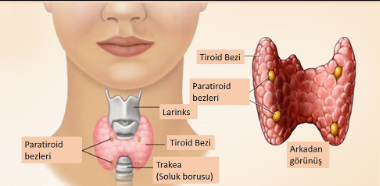 Tiroid Bezi
Paratiroid
bezleri
Larinks
Paratiroid
bezleri
Tiroid Bezi
Trakea
(Soluk borusu)
Arkadan
görünüş